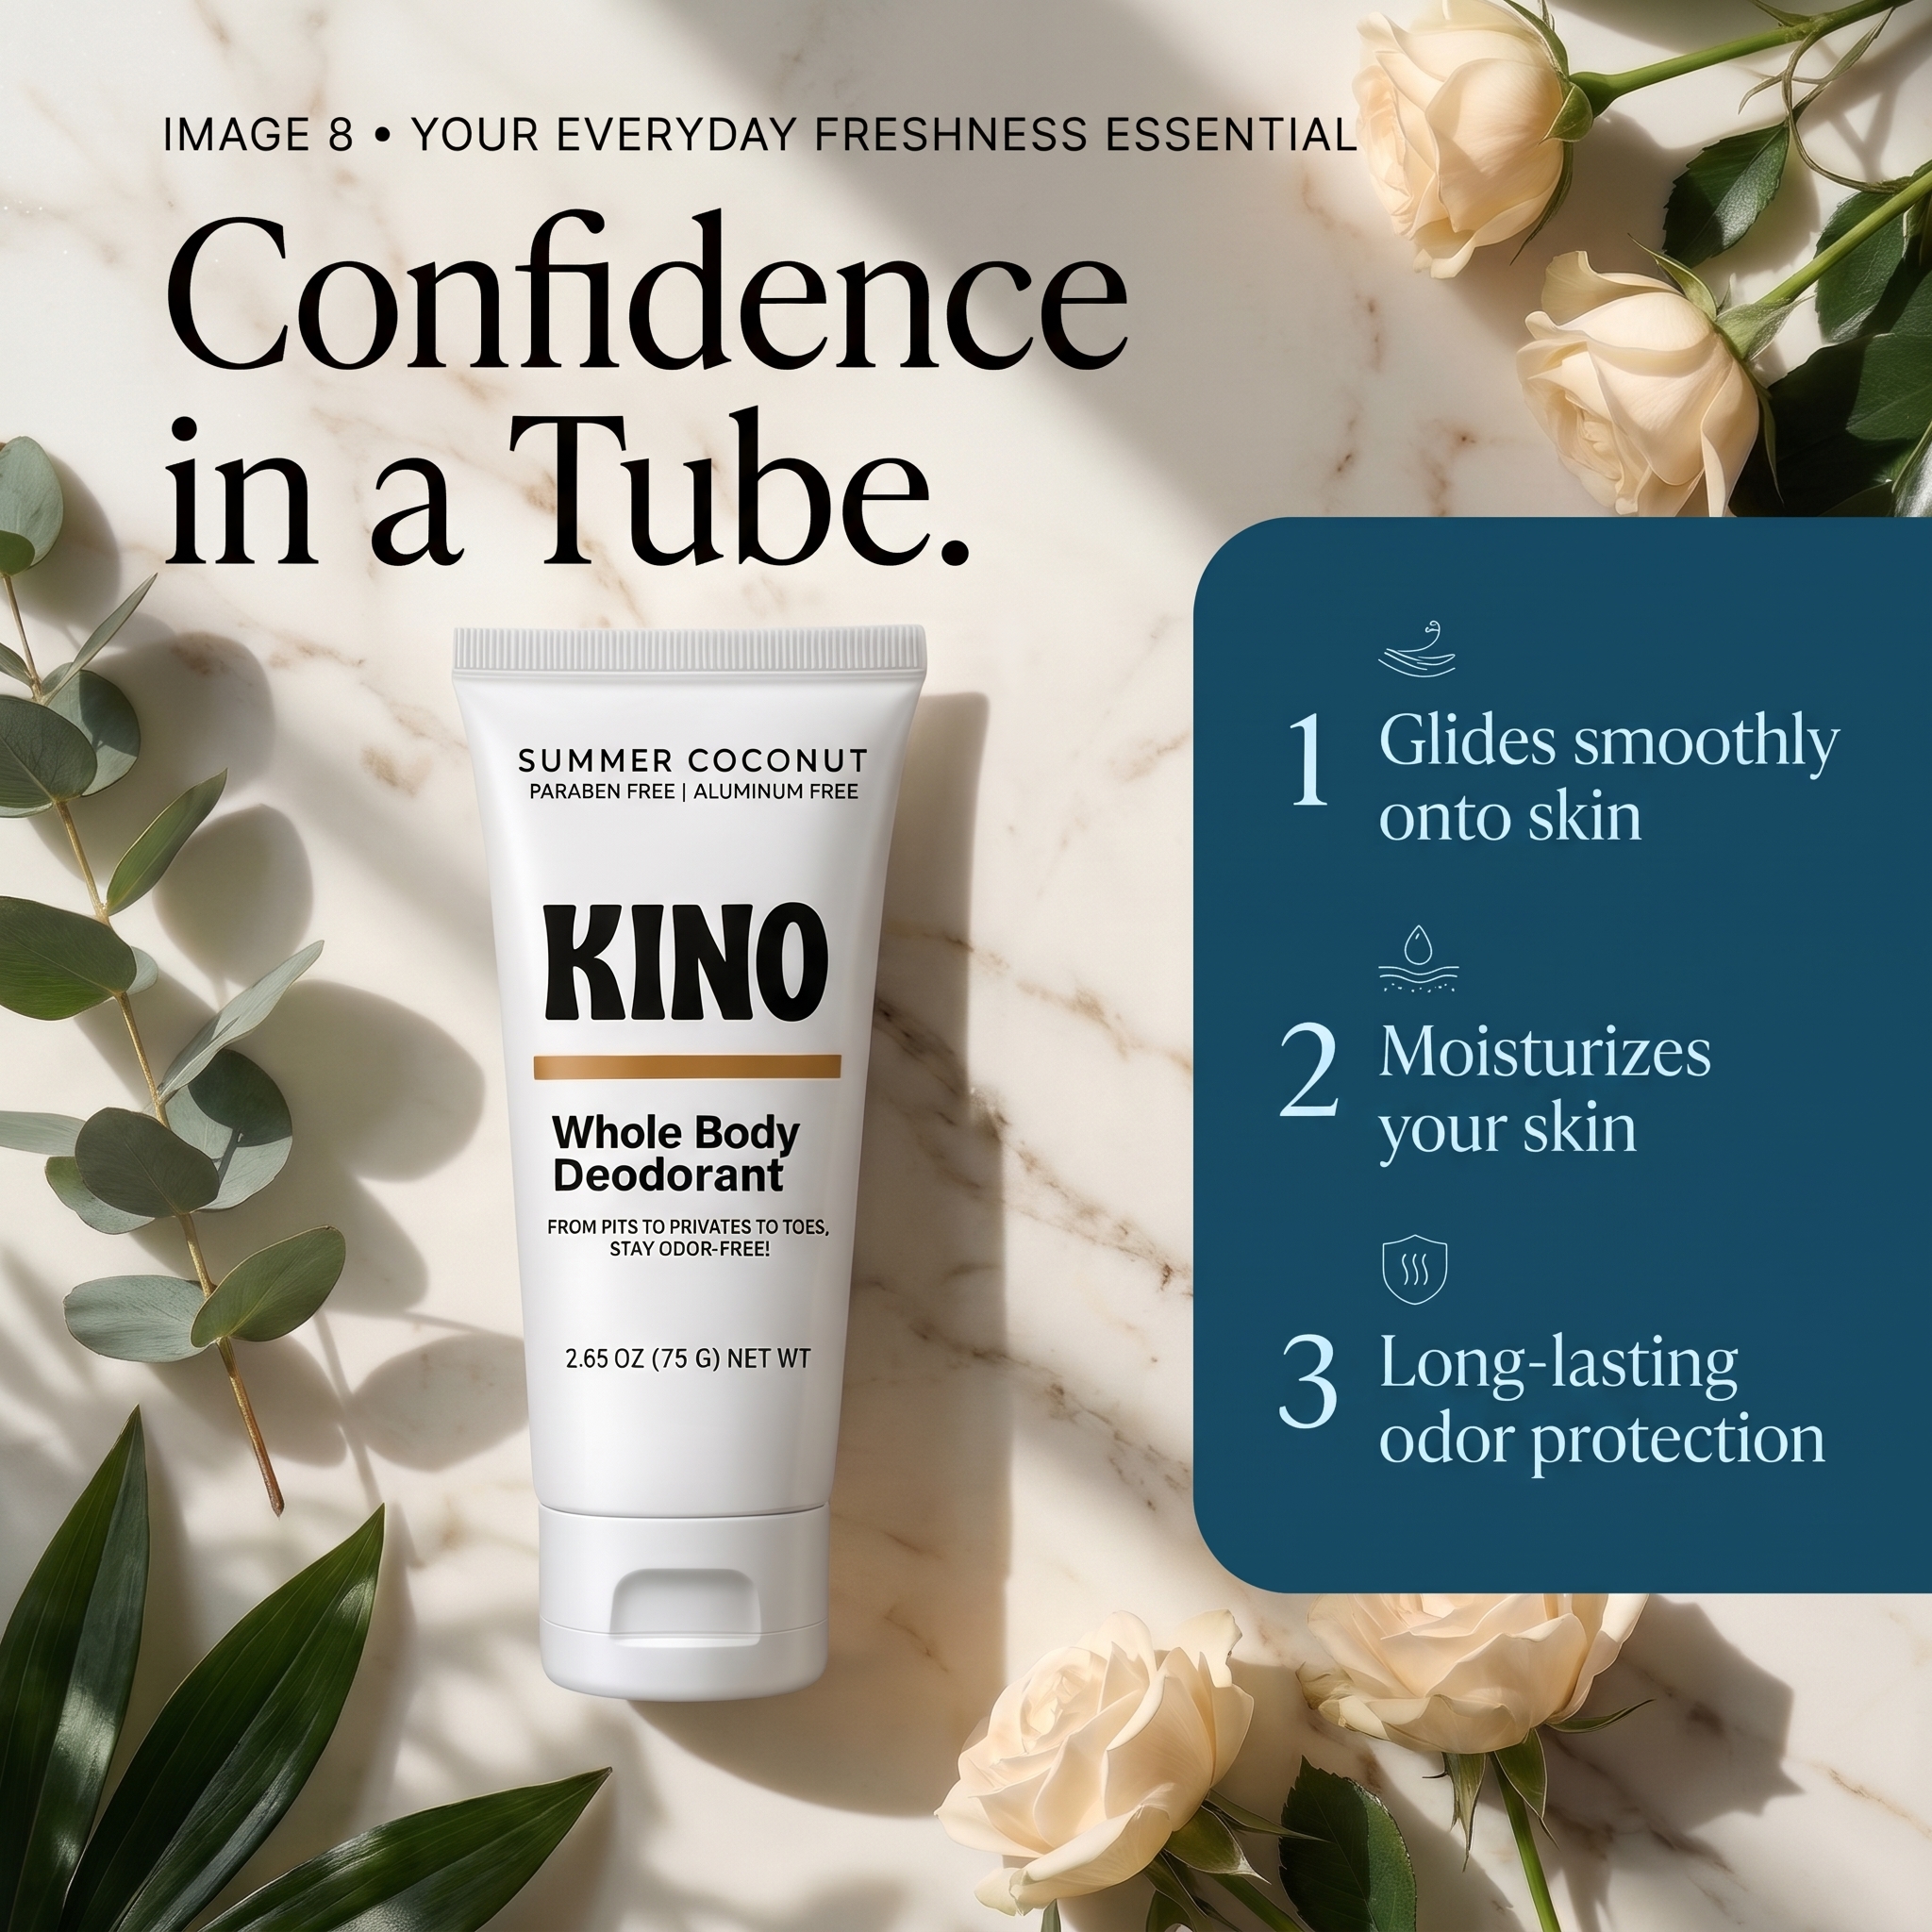 IMAGE 8 • YOUR EVERYDAY FRESHNESS ESSENTIAL
Confidence
in a Tube.
SUMMER COCONUT
PARABEN FREE | ALUMINUM FREE
KINO
Whole Body
Deodorant
FROM PITS TO PRIVATES TO TOES,
STAY ODOR-FREE!
2.65 OZ (75 G) NET WT
1 Glides smoothly
onto skin
2 Moisturizes
your skin
3 Long-lasting
odor protection